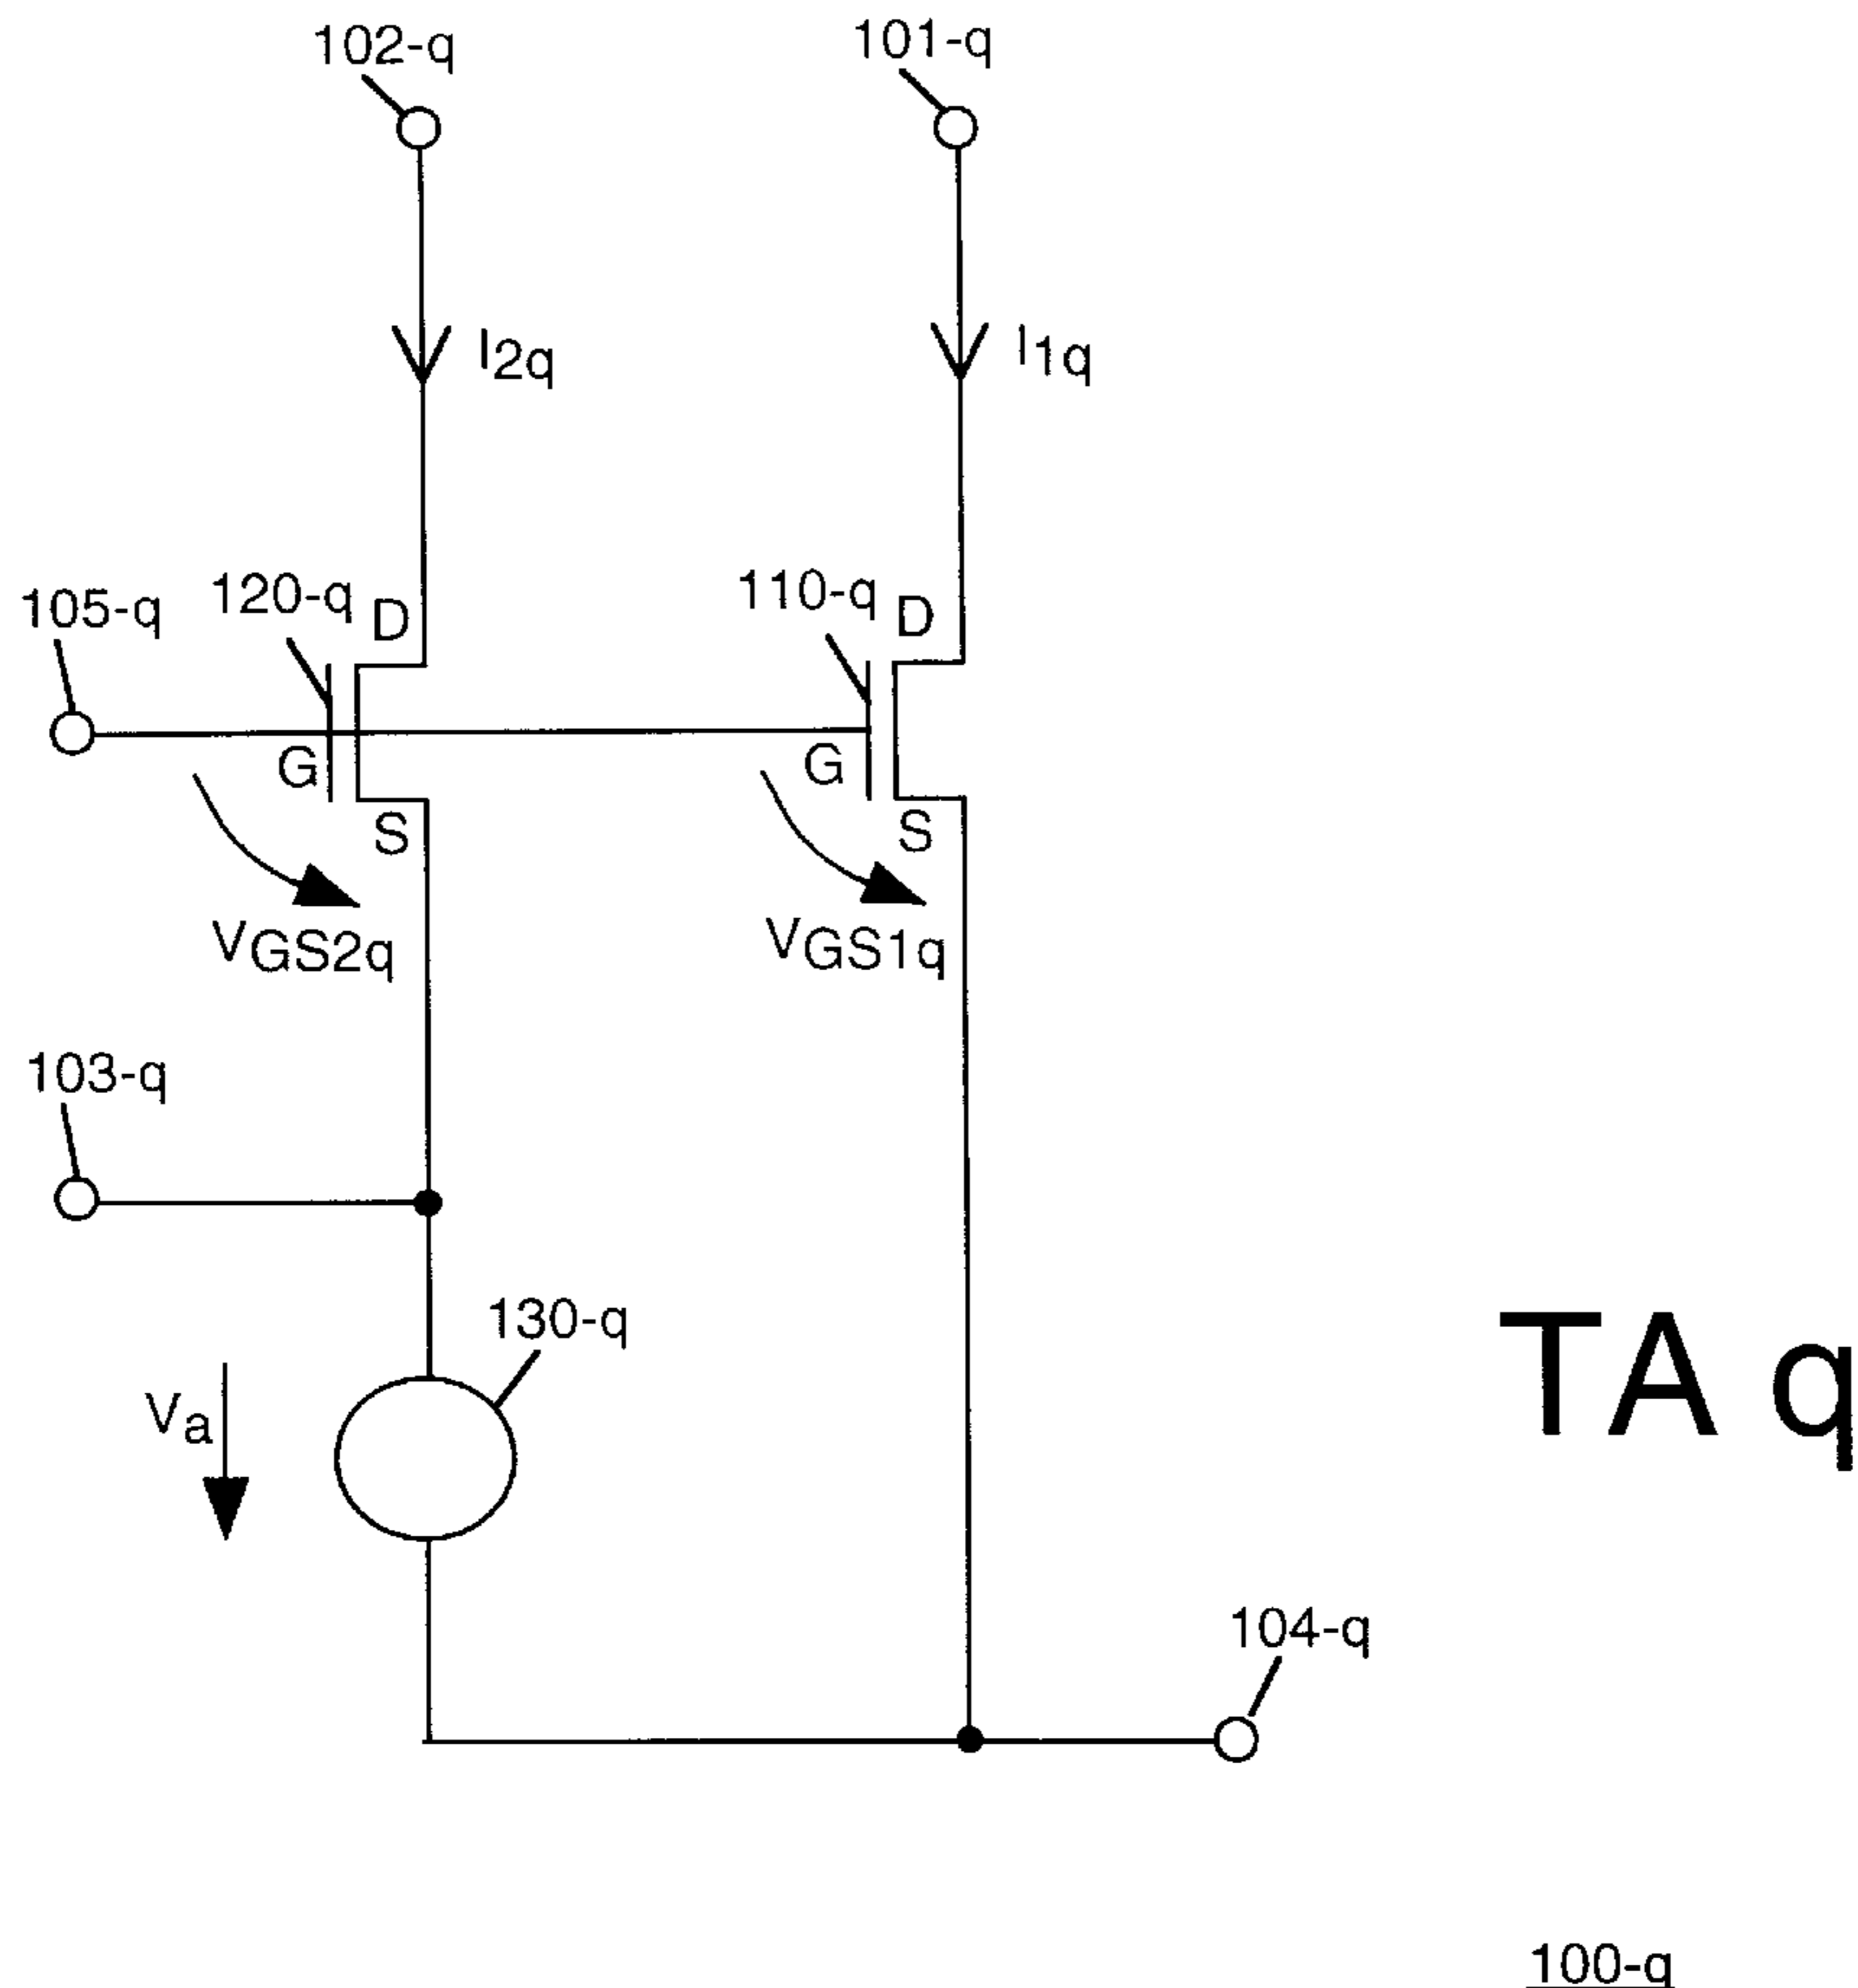 102-q
101-q
I2q
I1q
105-q
120-q
D
110-q
D
G
S
G
S
VGS2q
VGS1q
103-q
130-q
Va
TA q
104-q
100-q